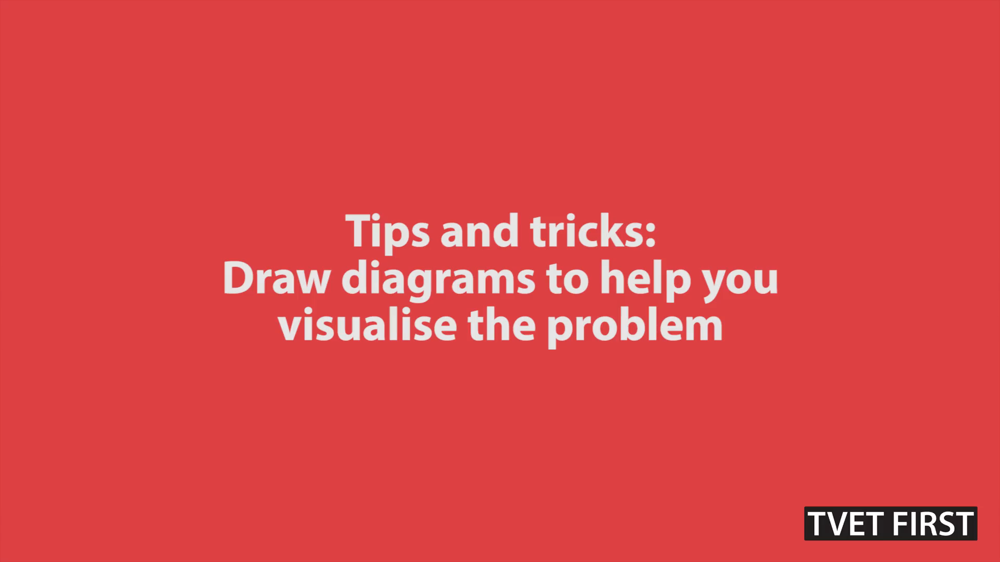 Tips and tricks:
Draw diagrams to help you
visualise the problem
TVET FIRST